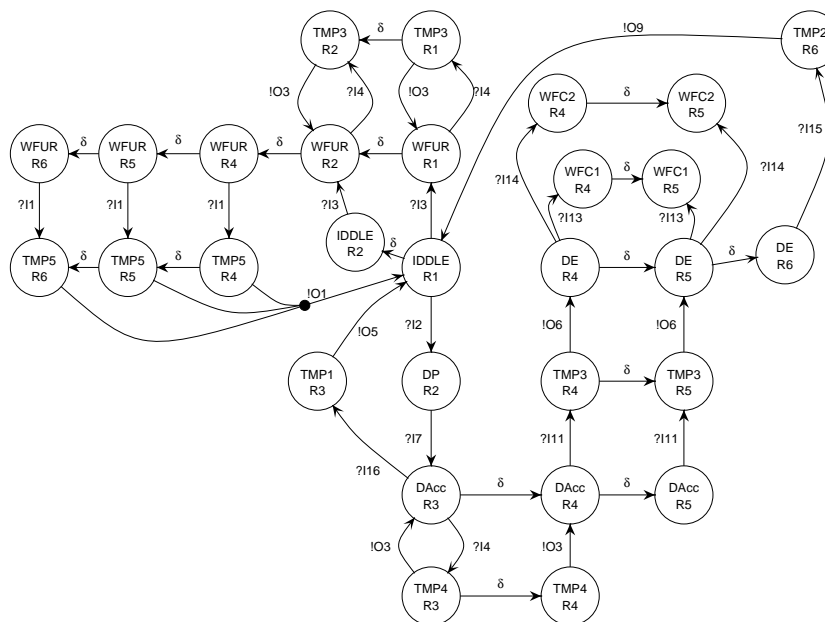 TMP3
R2
δ
TMP3
R1
!O9
TMP2
R6
!O3
?I4
!O3
?I4
WFC2
R4
δ
WFC2
R5
?I15
WFUR
R6
δ
WFUR
R5
δ
WFUR
R4
δ
WFUR
R2
δ
WFUR
R1
?I14
WFC1
R4
δ
WFC1
R5
?I14
?I1
?I1
?I1
?I3
?I3
?I13
?I13
IDDLE
R2
δ
TMP5
R6
δ
TMP5
R5
δ
TMP5
R4
IDDLE
R1
DE
R4
δ
DE
R5
δ
DE
R6
!O1
!O5
?I2
!O6
!O6
TMP1
R3
DP
R2
TMP3
R4
δ
TMP3
R5
?I7
?I11
?I11
?I16
DAcc
R3
δ
DAcc
R4
δ
DAcc
R5
!O3
?I4
!O3
TMP4
R3
δ
TMP4
R4